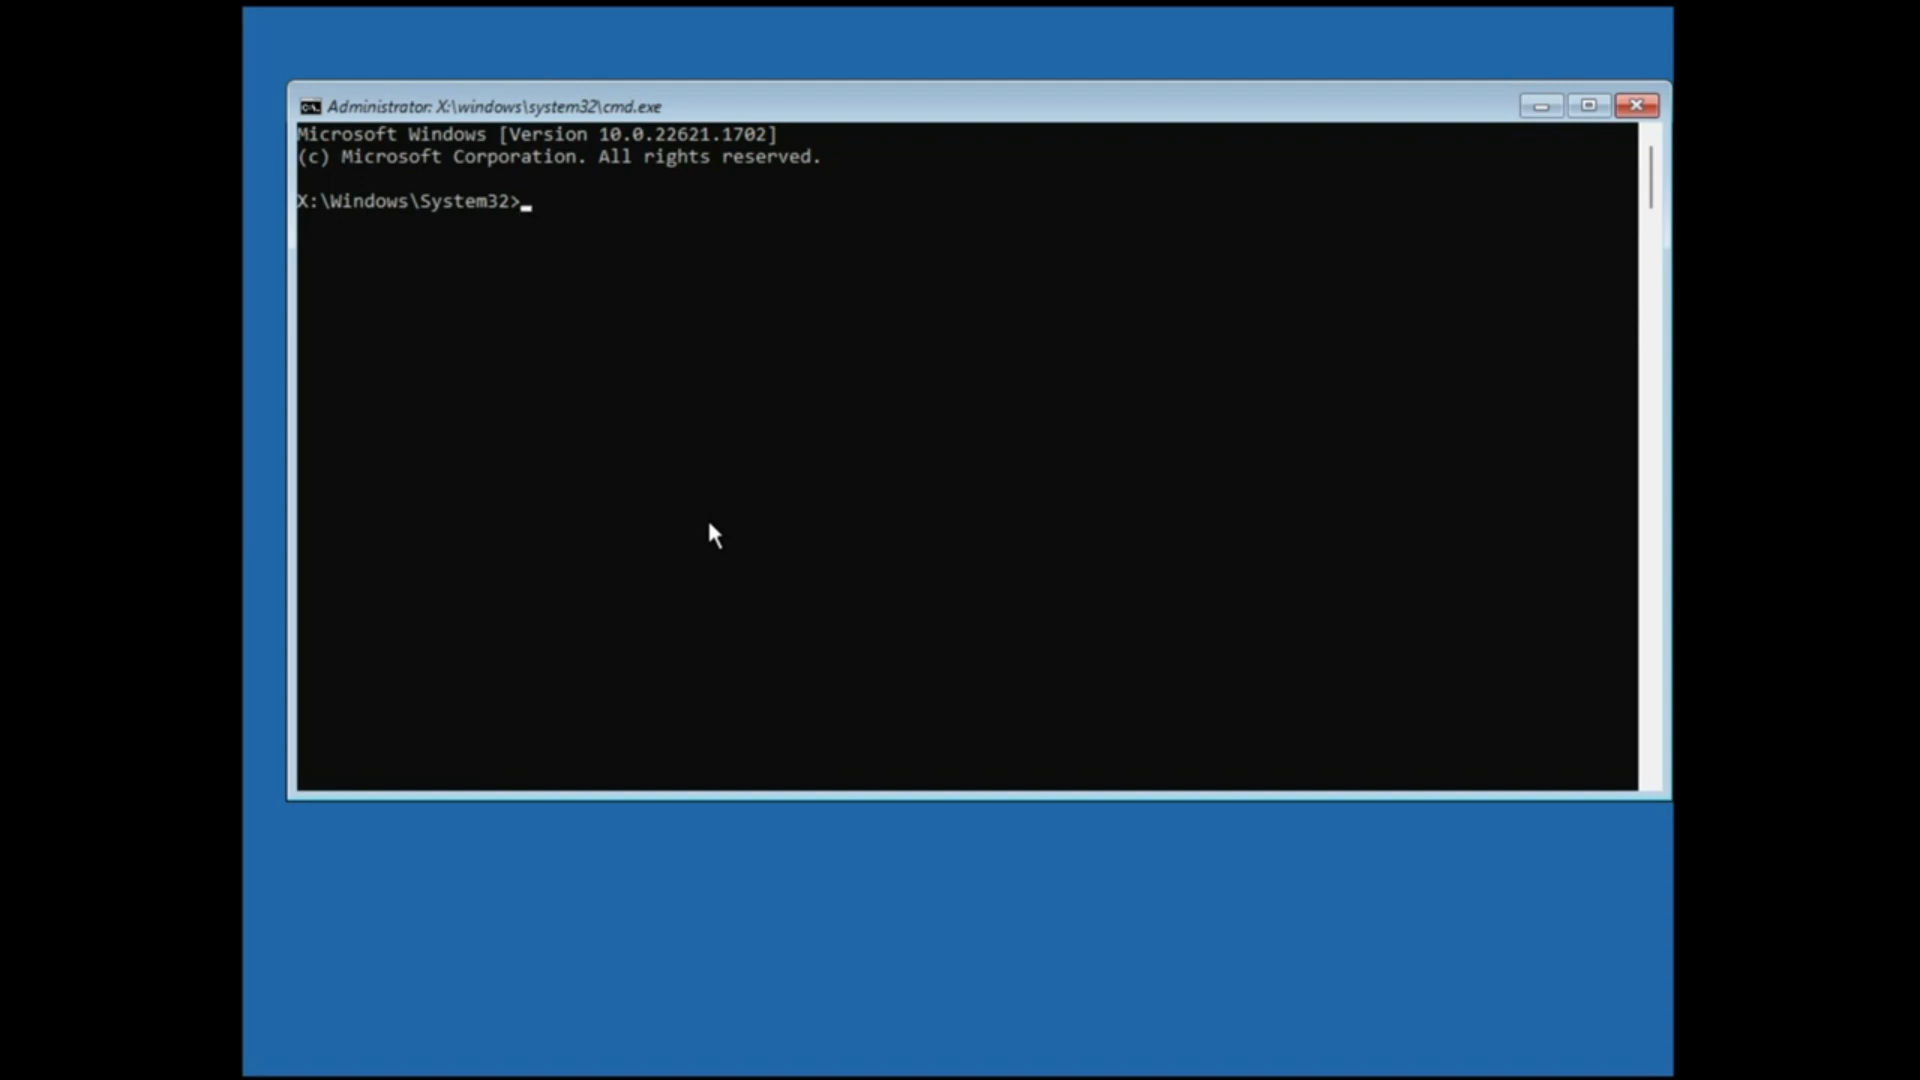 Administrator: X:\windows\system32\cmd.exe
Microsoft Windows [Version 10.0.22621.1702]
(c) Microsoft Corporation. All rights reserved.
X:\Windows\System32>